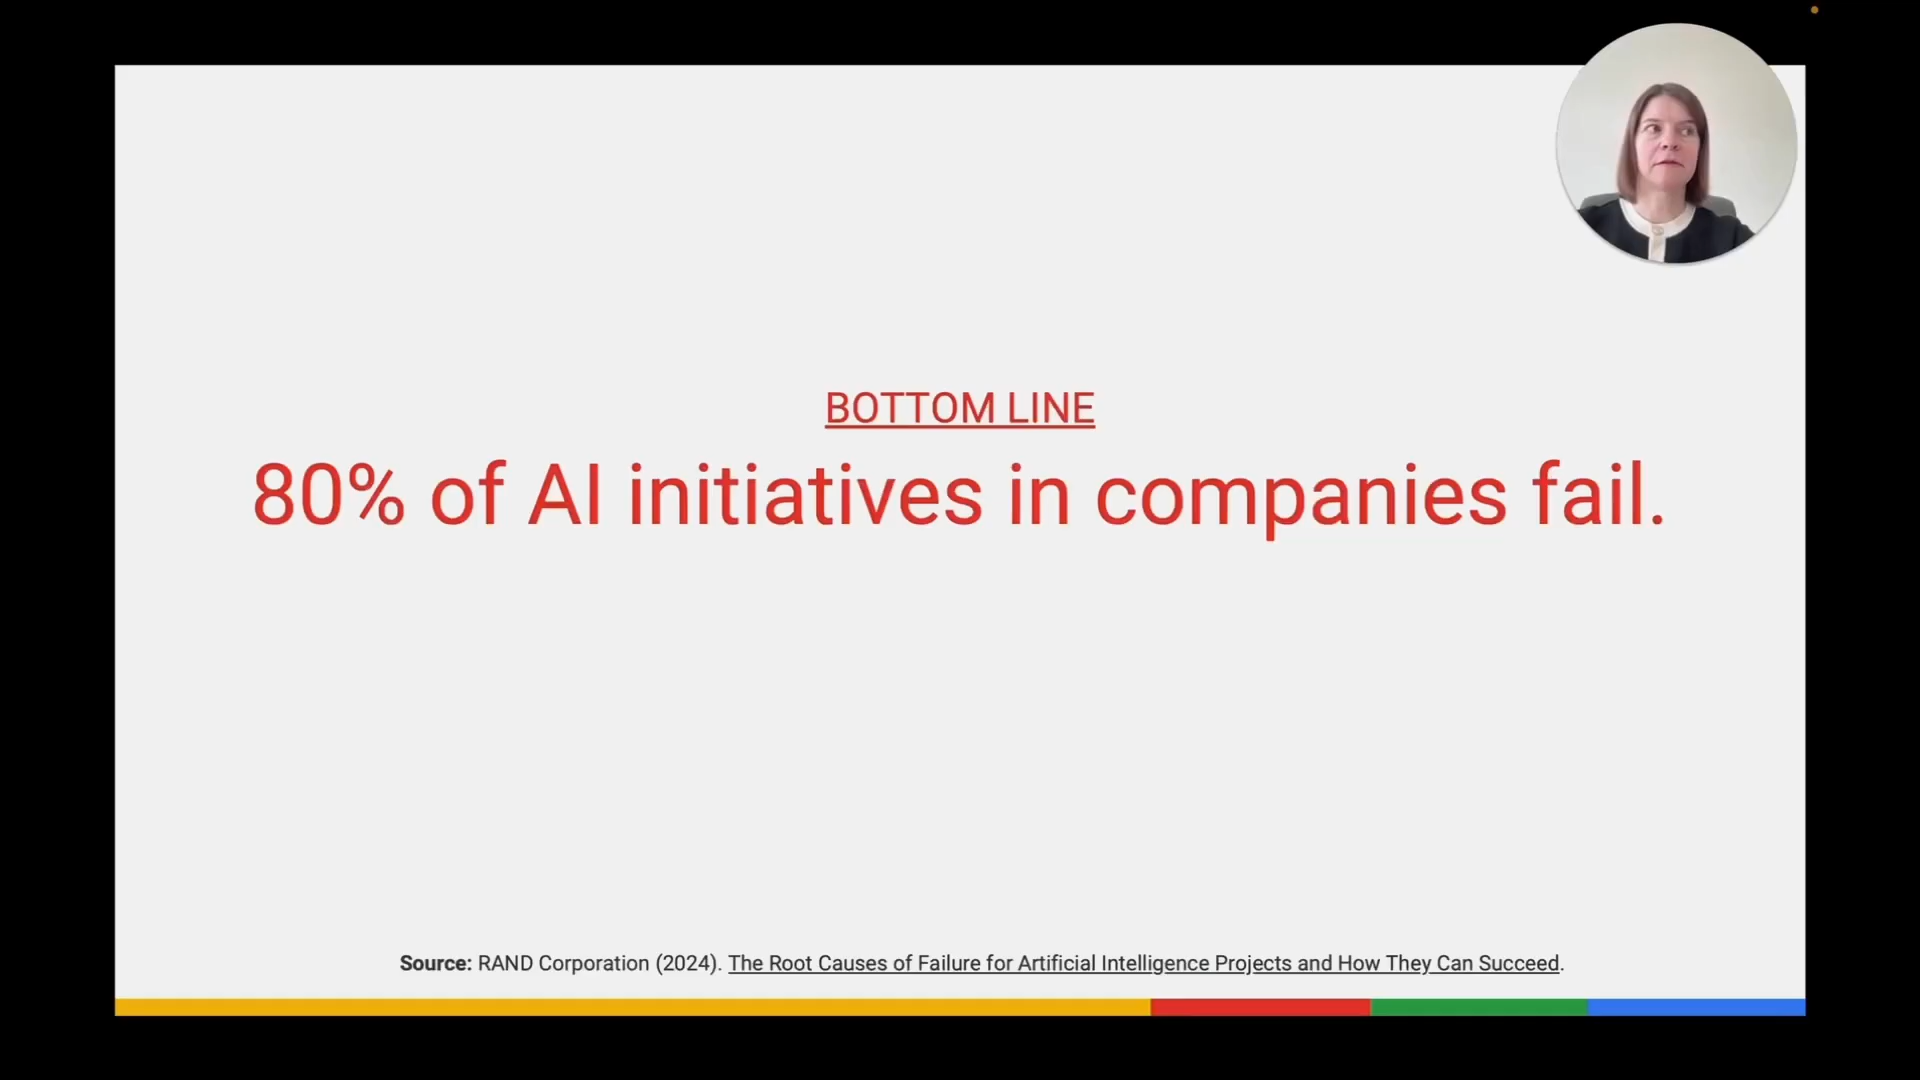 BOTTOM LINE
80% of AI initiatives in companies fail.
Source: RAND Corporation (2024). The Root Causes of Failure for Artificial Intelligence Projects and How They Can Succeed.